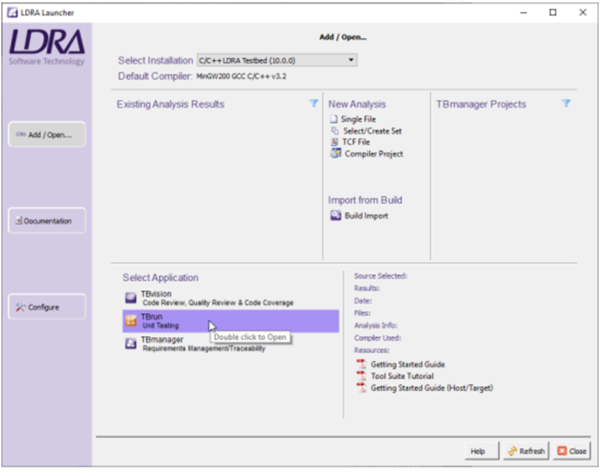 LDRA Launcher
LDRA
Software Technology
Add / Open...
Select Installation C/C++ LDRA Testbed (10.0.0)
Default Compiler: MinGW200 GCC C/C++ v3.2
Existing Analysis Results
New Analysis
TBmanager Projects
Single File
Select/Create Set
TCF File
Compiler Project
Import from Build
Build Import
Add / Open...
Documentation
Configure
Select Application
TBvision
Code Review, Quality Review & Code Coverage
TBrun
Unit Testing
Double click to Open
TBmanager
Requirements Management/Traceability
Source Selected:
Results:
Date:
Files:
Analysis Info:
Compiler Used:
Resources:
Getting Started Guide
Tool Suite Tutorial
Getting Started Guide (Host/Target)
Help
Refresh
Close